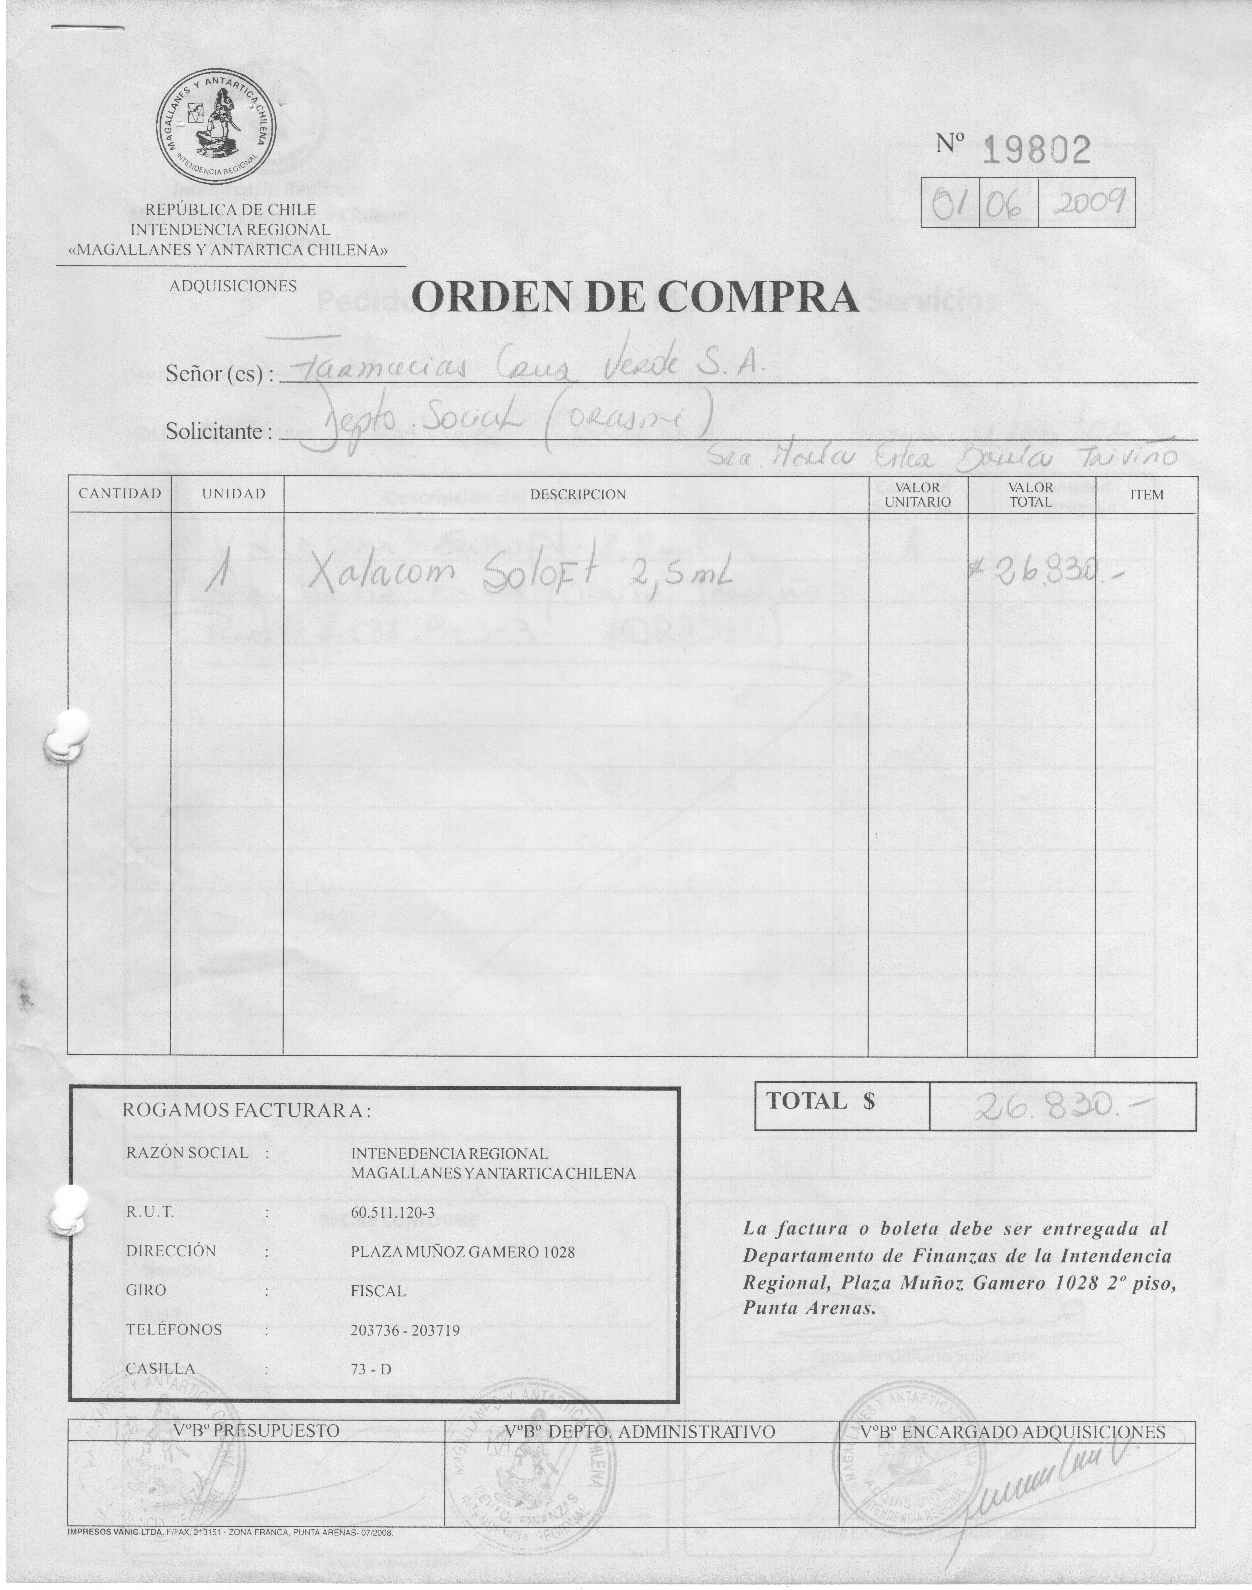 MAGALLANES Y ANTARTICA CHILENA
INTENDENCIA REGIONAL
Nº 19802
01 06 2009
REPÚBLICA DE CHILE
INTENDENCIA REGIONAL
«MAGALLANES Y ANTARTICA CHILENA»
ADQUISICIONES
ORDEN DE COMPRA
Señor (es) : Farmacias Cruz Verde S.A.
Solicitante : Depto. Social (ORASMI)
Sra. María Erica
CANTIDAD UNIDAD DESCRIPCION VALOR UNITARIO VALOR TOTAL ITEM
1 Xalacom Soloft 2,5 mL $ 26.830.-
TOTAL $ 26.830.-
ROGAMOS FACTURAR A :
RAZÓN SOCIAL : INTENEDENCIA REGIONAL
MAGALLANES Y ANTARTICA CHILENA
R.U.T. : 60.511.120-3
DIRECCIÓN : PLAZA MUÑOZ GAMERO 1028
GIRO : FISCAL
TELÉFONOS : 203736 - 203719
CASILLA : 73 - D
La factura o boleta debe ser entregada al
Departamento de Finanzas de la Intendencia
Regional, Plaza Muñoz Gamero 1028 2º piso,
Punta Arenas.
VºBº PRESUPUESTO VºBº DEPTO. ADMINISTRATIVO VºBº ENCARGADO ADQUISICIONES
IMPRESOS VANIG LTDA. F/FAX. 213151 - ZONA FRANCA, PUNTA ARENAS- 07/2008.